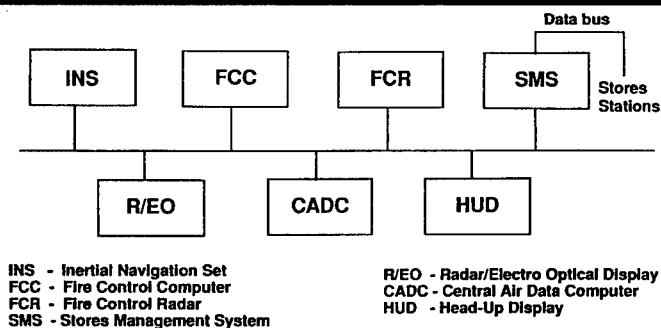 Data bus
INS
FCC
FCR
SMS
Stores
Stations
R/EO
CADC
HUD
INS - Inertial Navigation Set
FCC - Fire Control Computer
FCR - Fire Control Radar
SMS - Stores Management System
R/EO - Radar/Electro Optical Display
CADC - Central Air Data Computer
HUD - Head-Up Display